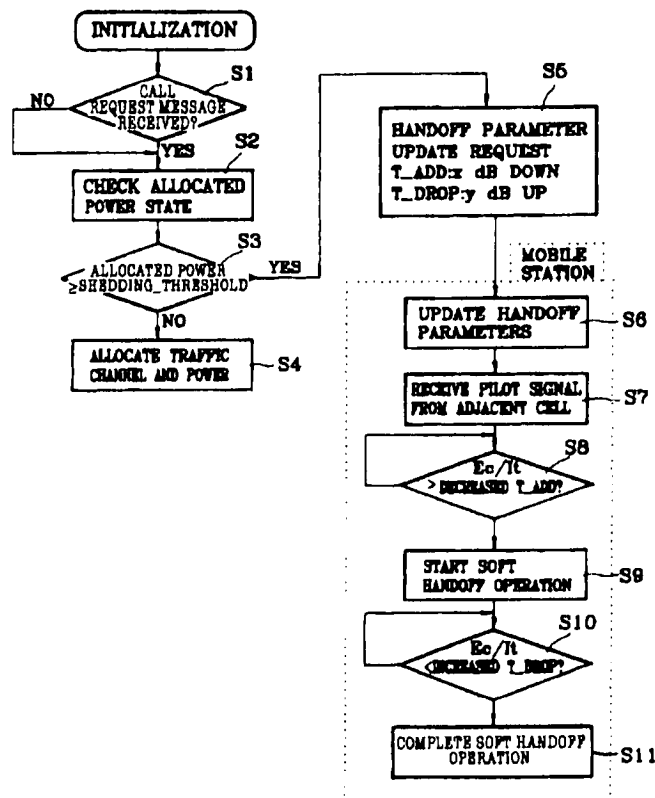 INITIALIZATION
S1
CALL
REQUEST MESSAGE
RECEIVED?
NO
YES
S2
CHECK ALLOCATED
POWER STATE
S3
ALLOCATED POWER
≥SHEDDING_THRESHOLD
YES
NO
ALLOCATE TRAFFIC
CHANNEL AND POWER
S4
S5
HANDOFF PARAMETER
UPDATE REQUEST
T_ADD:x dB DOWN
T_DROP:y dB UP
MOBILE
STATION
UPDATE HANDOFF
PARAMETERS
S6
RECEIVE PILOT SIGNAL
FROM ADJACENT CELL
S7
S8
Ec/It
> DECREASED T_ADD?
START SOFT
HANDOFF OPERATION
S9
S10
Ec/It
T_DROP?
COMPLETE SOFT HANDOFF
OPERATION
S11